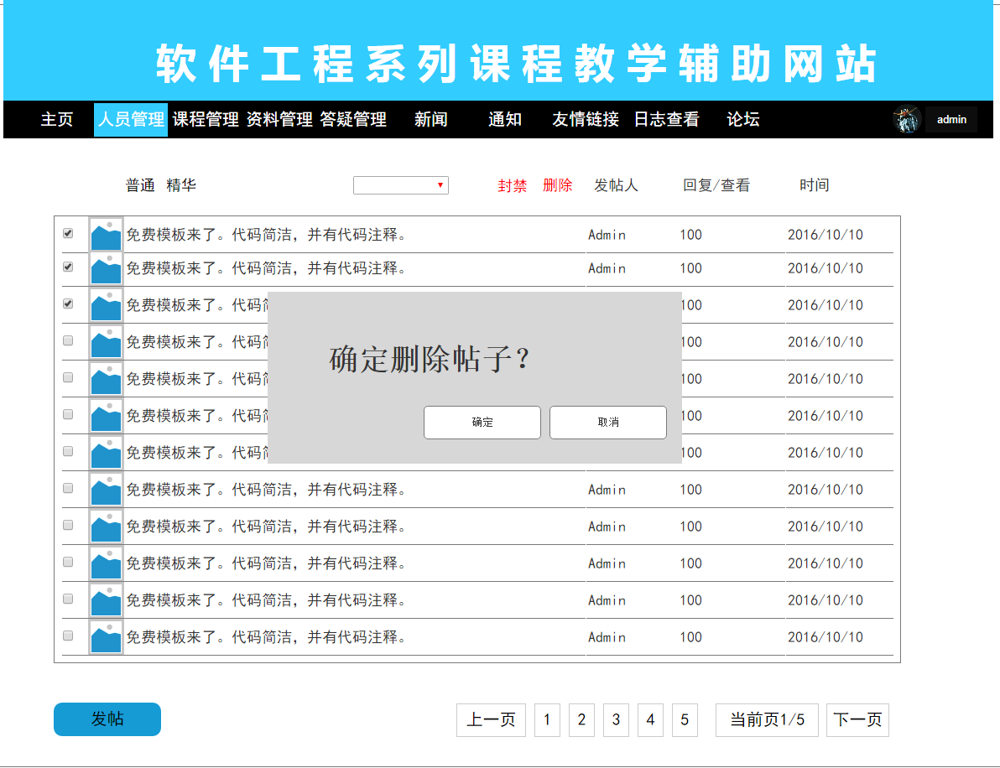 软件工程系列课程教学辅助网站
主页 人员管理 课程管理 资料管理 答疑管理 新闻 通知 友情链接 日志查看 论坛 admin
普通 精华 封禁 删除 发帖人 回复/查看 时间
免费模板来了。代码简洁，并有代码注释。 Admin 100 2016/10/10
免费模板来了。代码简洁，并有代码注释。 Admin 100 2016/10/10
免费模板来了。代码 100 2016/10/10
免费模板来了。代码 100 2016/10/10
确定删除帖子？
免费模板来了。代码 100 2016/10/10
免费模板来了。代码 100 2016/10/10
确定 取消
免费模板来了。代码 100 2016/10/10
免费模板来了。代码简洁，并有代码注释。 Admin 100 2016/10/10
免费模板来了。代码简洁，并有代码注释。 Admin 100 2016/10/10
免费模板来了。代码简洁，并有代码注释。 Admin 100 2016/10/10
免费模板来了。代码简洁，并有代码注释。 Admin 100 2016/10/10
免费模板来了。代码简洁，并有代码注释。 Admin 100 2016/10/10
发帖 上一页 1 2 3 4 5 当前页1/5 下一页